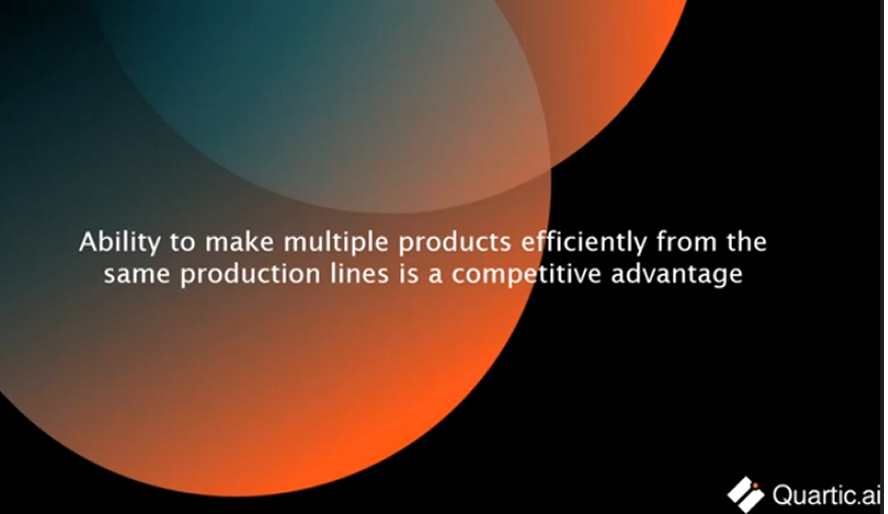 Ability to make multiple products efficiently from the
same production lines is a competitive advantage
Quartic.ai